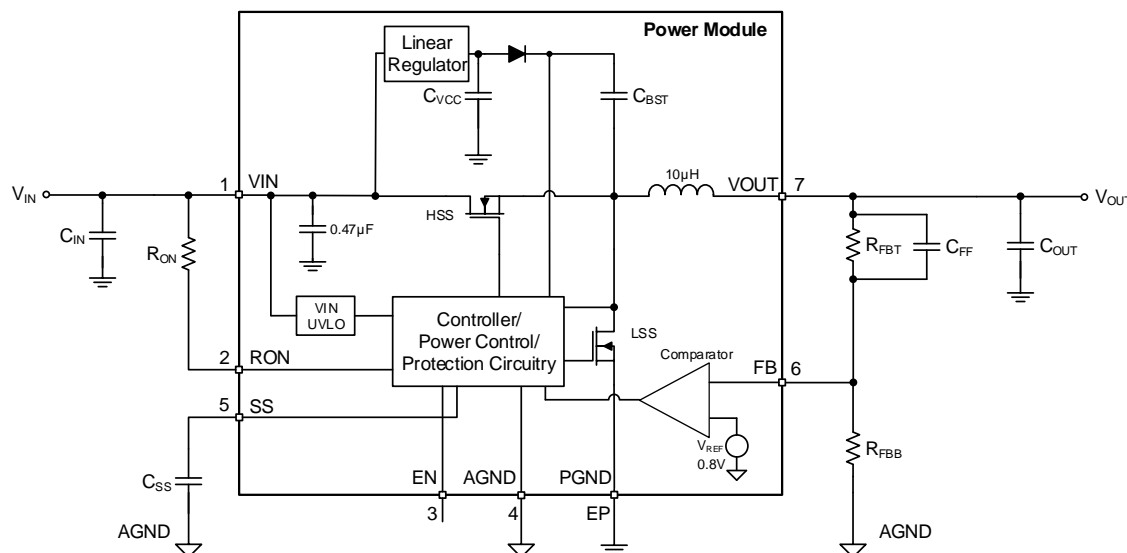 Power Module
Linear
Regulator
CVCC
CBST
VIN
1
VIN
10µH
VOUT
7
VOUT
HSS
CIN
RON
0.47µF
RFBT
CFF
COUT
VIN
UVLO
Controller/
Power Control/
Protection Circuitry
LSS
Comparator
2
RON
FB
6
5
SS
VREF
0.8V
RFBB
CSS
EN
AGND
PGND
AGND
3
4
EP
AGND